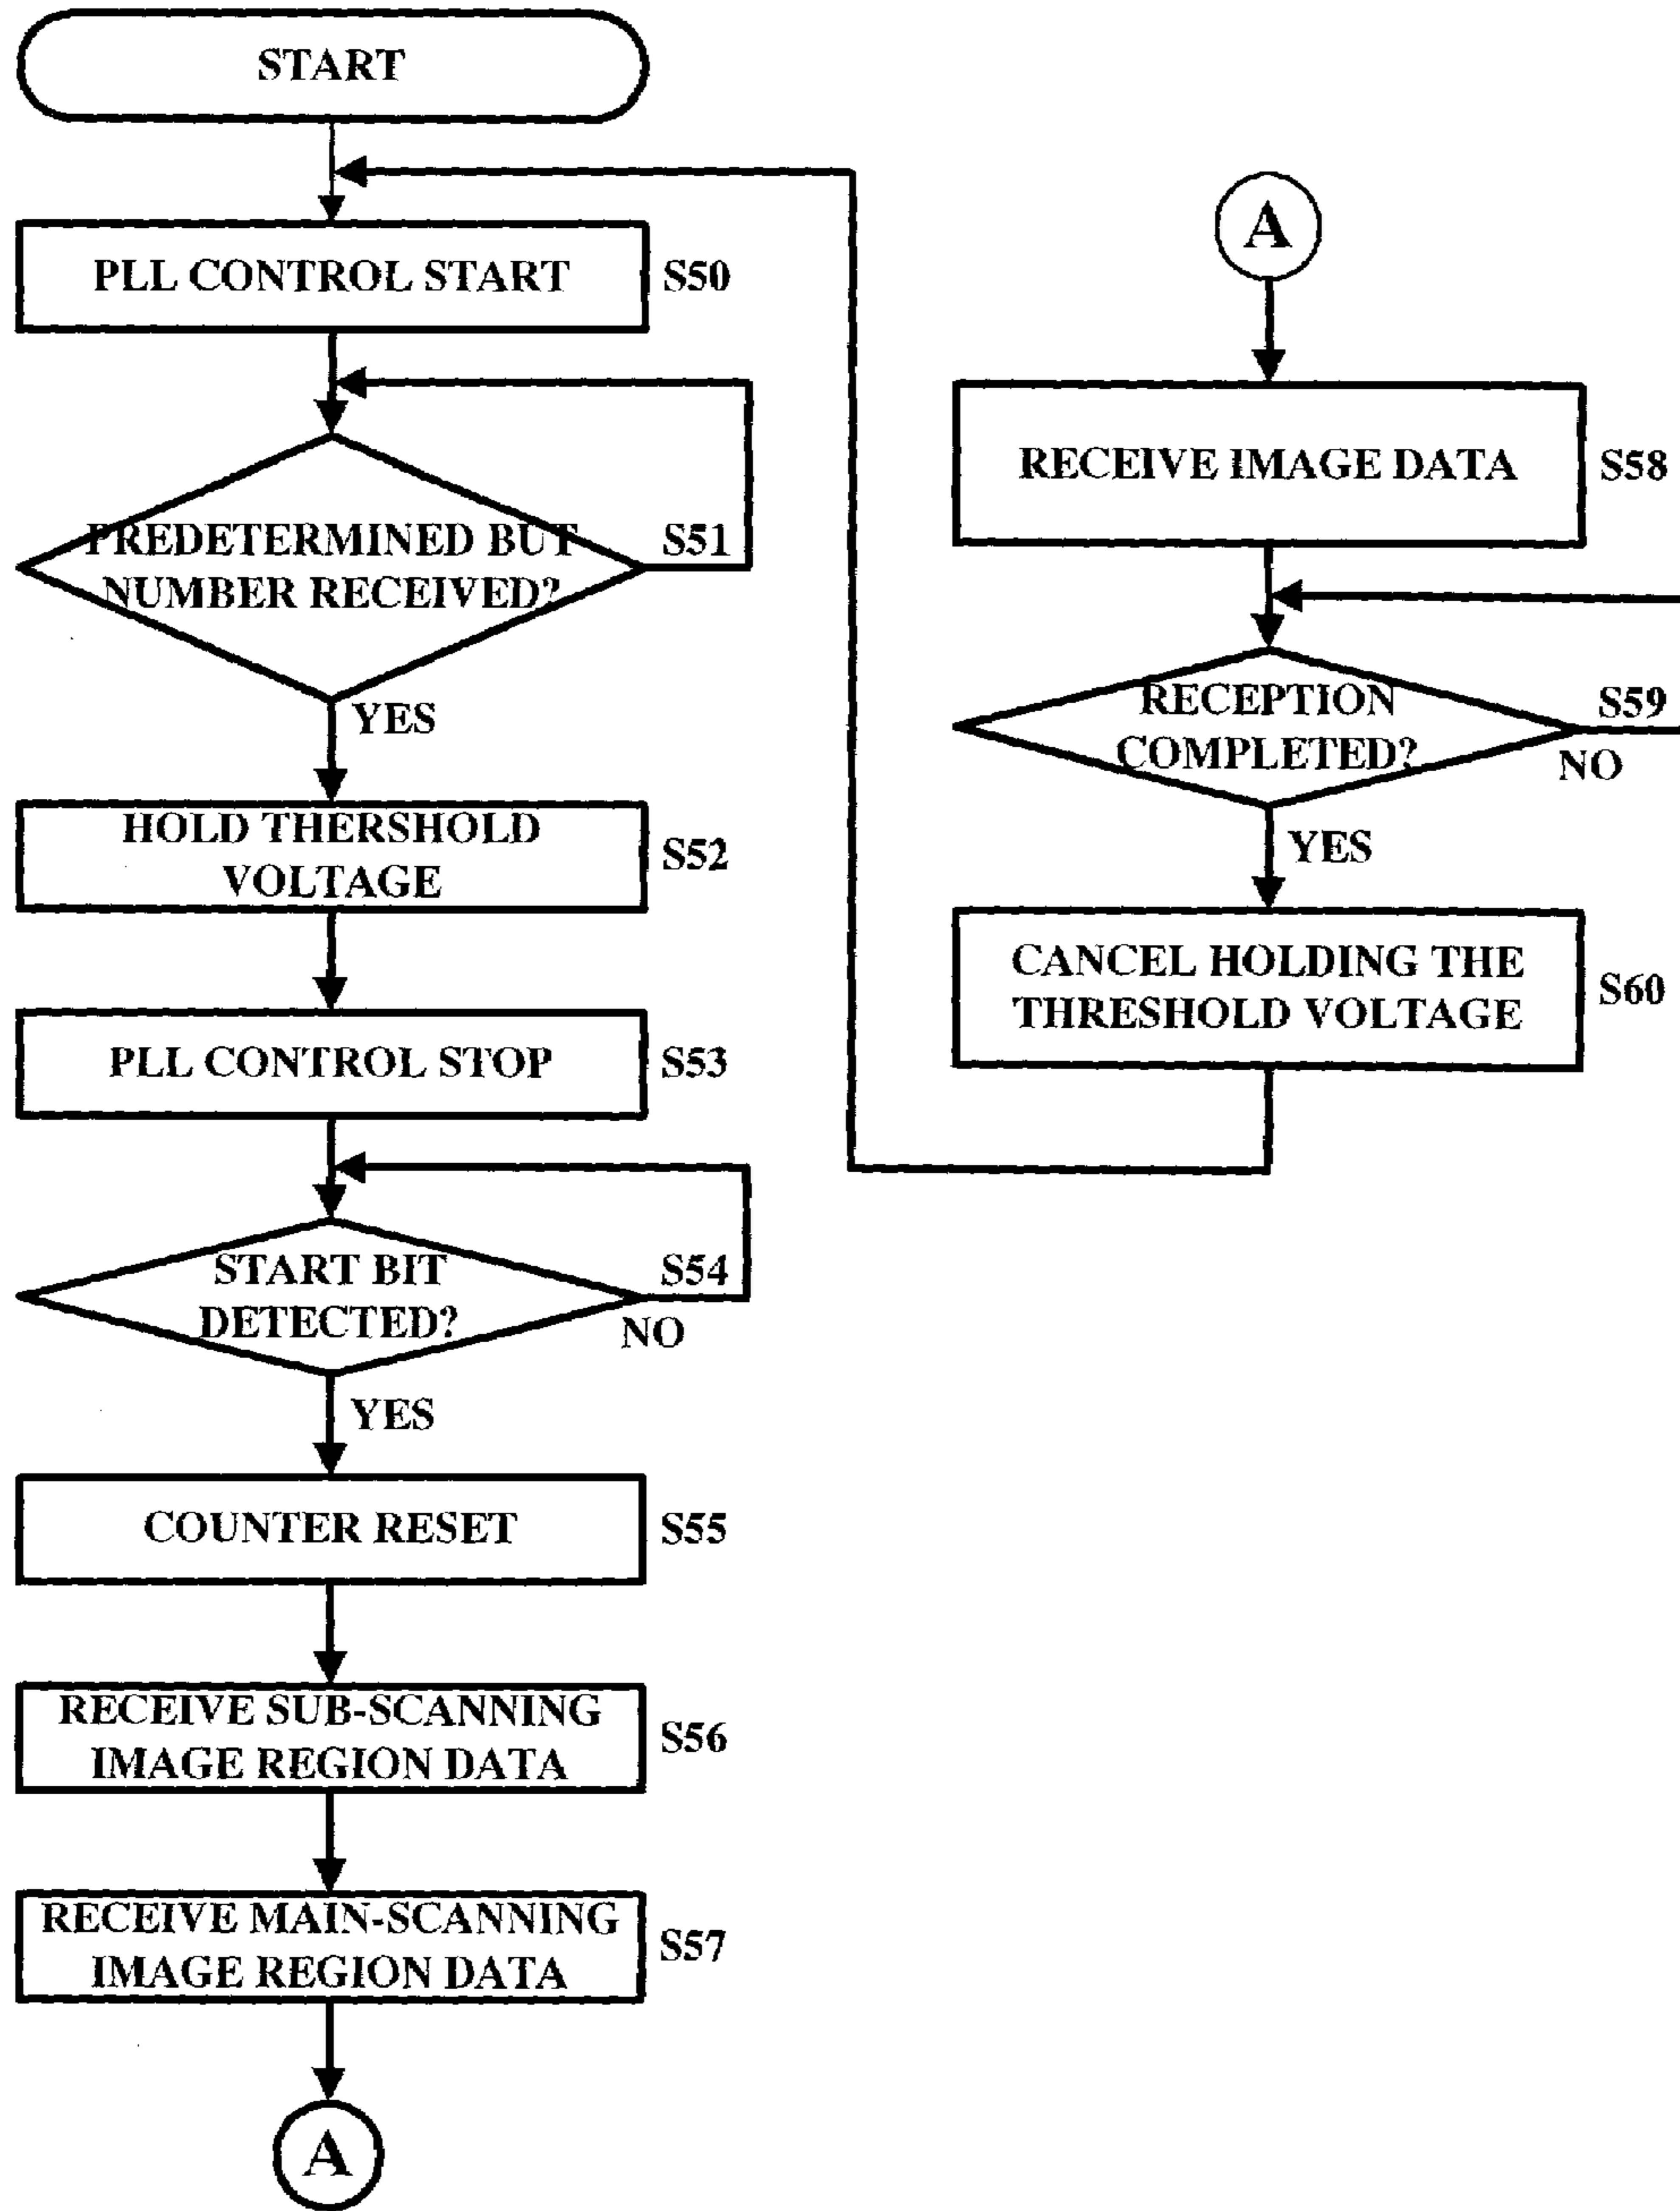 START
PLL CONTROL START
S50
PREDETERMINED BUT
NUMBER RECEIVED?
S51
YES
HOLD THERSHOLD
VOLTAGE
S52
PLL CONTROL STOP
S53
START BIT
DETECTED?
S54
NO
YES
COUNTER RESET
S55
RECEIVE SUB-SCANNING
IMAGE REGION DATA
S56
RECEIVE MAIN-SCANNING
IMAGE REGION DATA
S57
A
A
RECEIVE IMAGE DATA
S58
RECEPTION
COMPLETED?
S59
NO
YES
CANCEL HOLDING THE
THRESHOLD VOLTAGE
S60